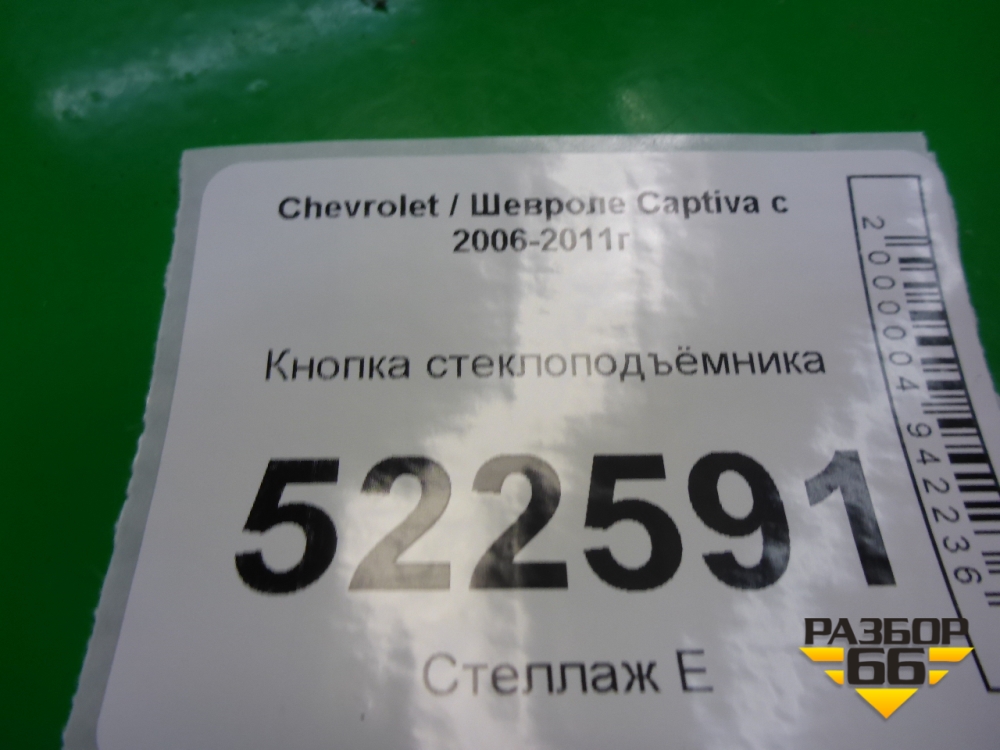 Chevrolet / Шевроле Captiva с
2006-2011г
Кнопка стеклоподъёмника
522591
Стеллаж Е
2000004942236
РАЗБОР
66